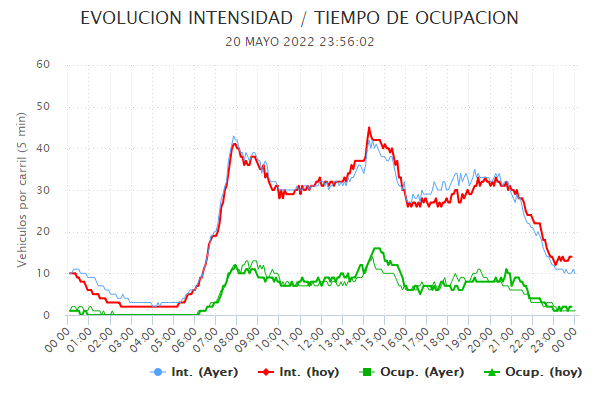 EVOLUCION INTENSIDAD / TIEMPO DE OCUPACION
20 MAYO 2022 23:56:02
Vehiculos por carril (5 min)
60
50
40
30
20
10
0
00:00 01:00 02:00 03:00 04:00 05:00 06:00 07:00 08:00 09:00 10:00 11:00 12:00 13:00 14:00 15:00 16:00 17:00 18:00 19:00 20:00 21:00 22:00 23:00 00:00
Int. (Ayer) Int. (hoy) Ocup. (Ayer) Ocup. (hoy)